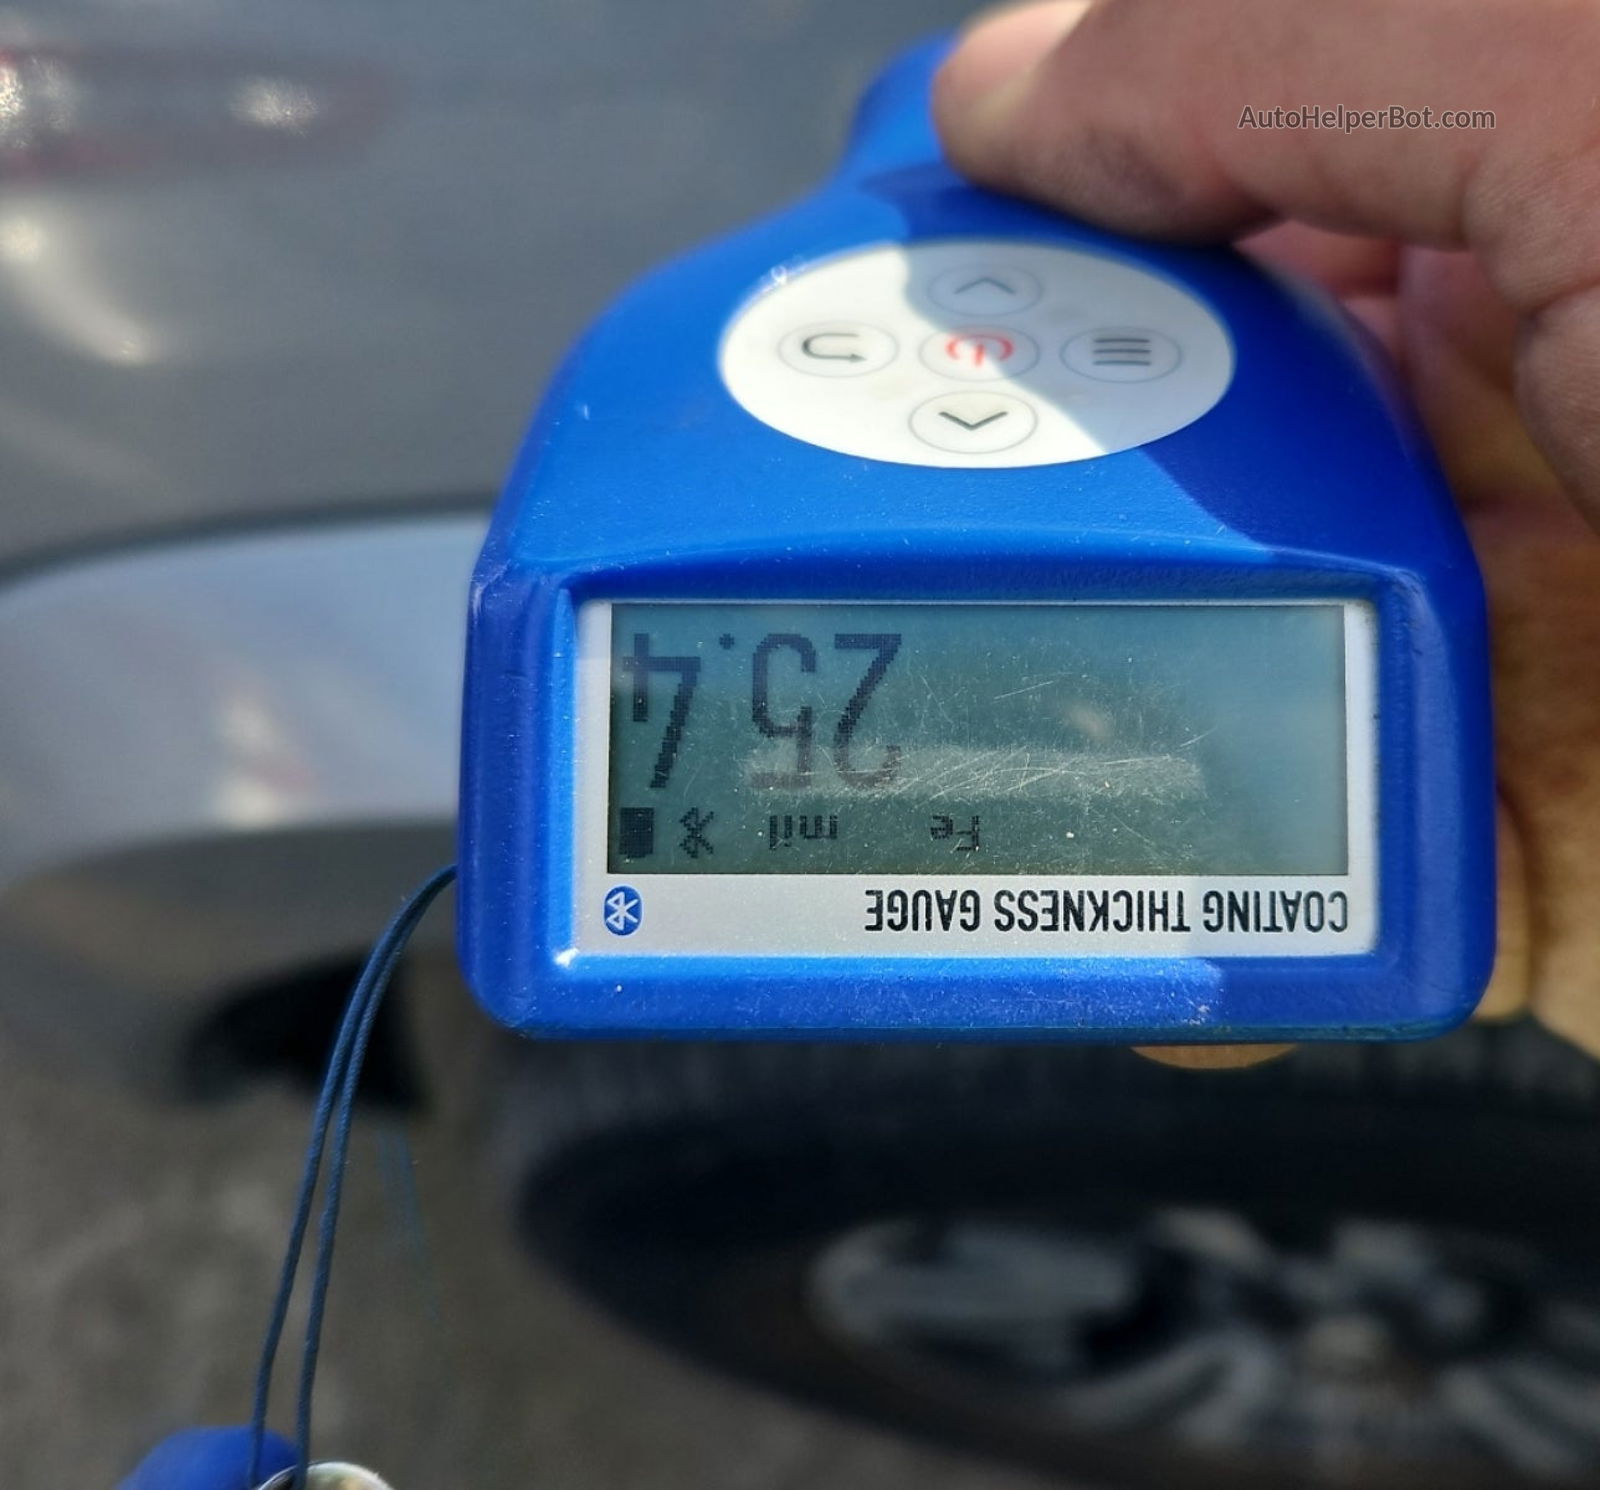 AutoHelperBot.com
COATING THICKNESS GAUGE
Fe mil
25.4